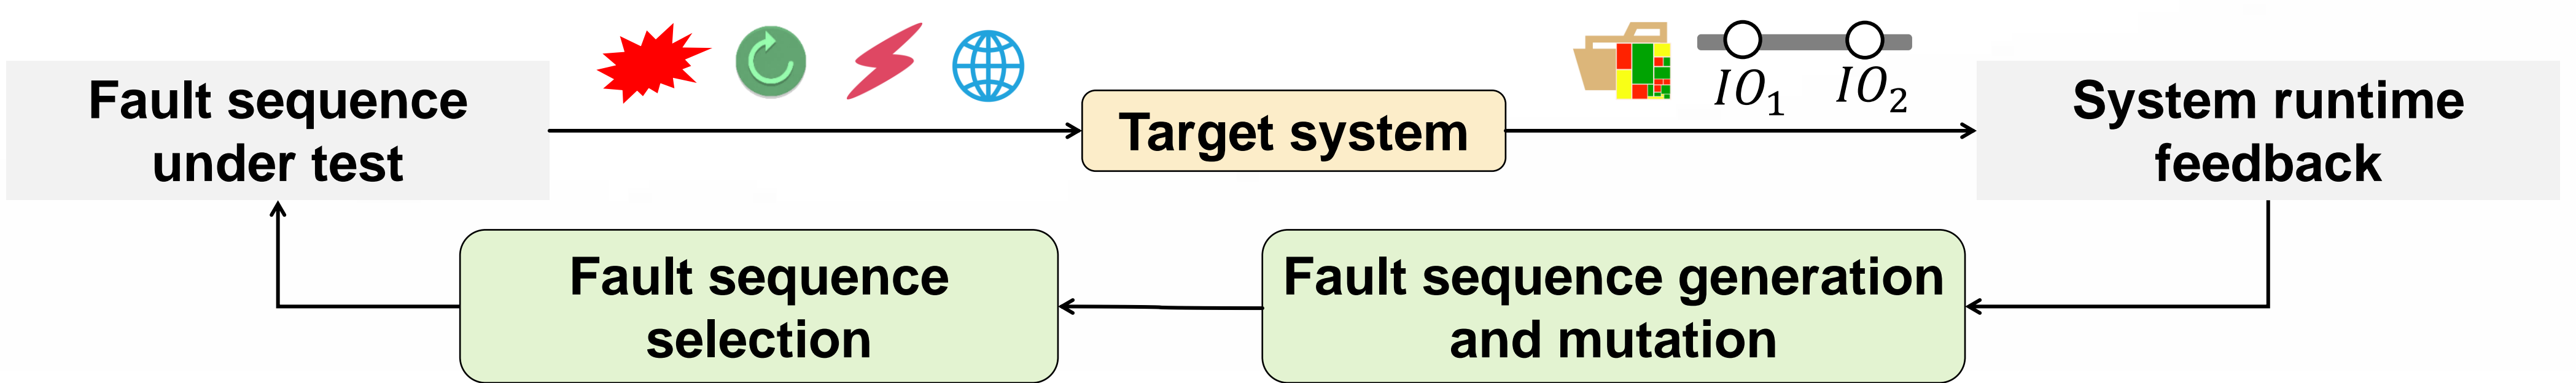 Fault sequence
under test
Target system
IO₁
IO₂
System runtime
feedback
Fault sequence
selection
Fault sequence generation
and mutation